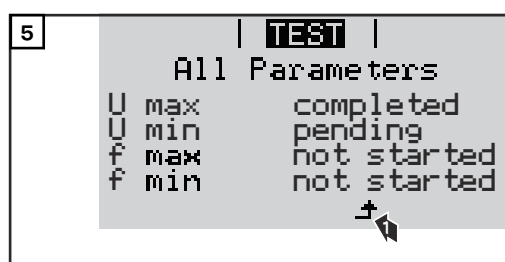 5
TEST
All Parameters
U max completed
U min pending
f max not started
f min not started
1